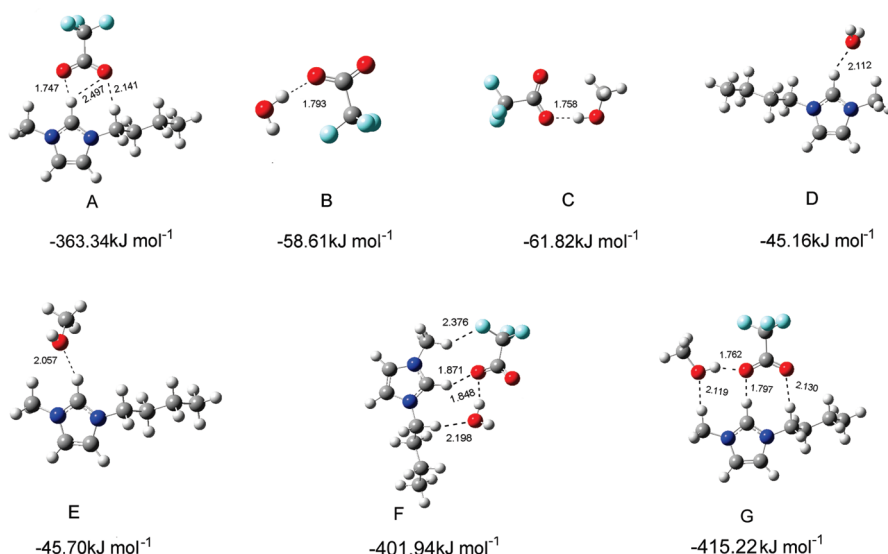 1.747
2.497
2.141
A
-363.34kJ mol⁻¹
1.793
B
-58.61kJ mol⁻¹
1.758
C
-61.82kJ mol⁻¹
2.112
D
-45.16kJ mol⁻¹
2.057
E
-45.70kJ mol⁻¹
2.376
1.871
1.848
2.198
F
-401.94kJ mol⁻¹
1.762
2.119
1.797
2.130
G
-415.22kJ mol⁻¹